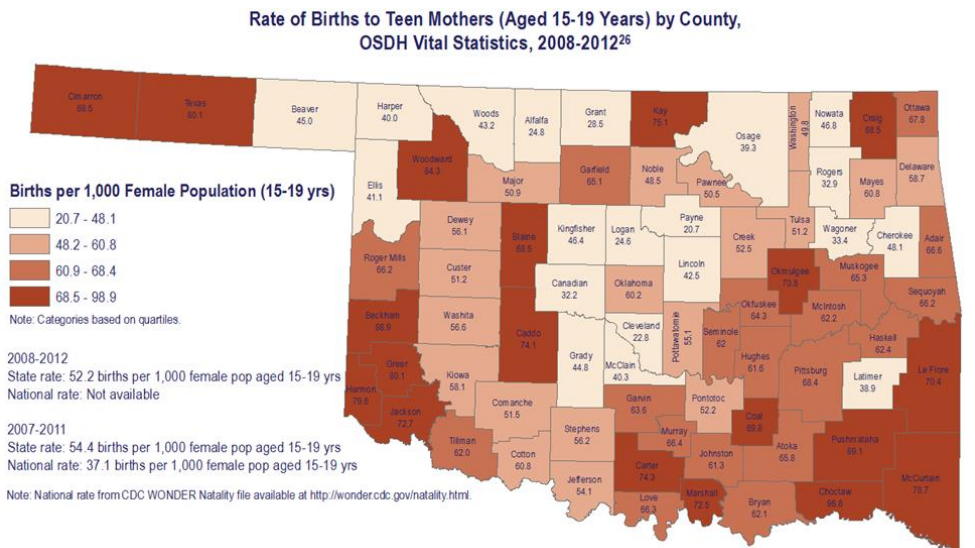 Rate of Births to Teen Mothers (Aged 15-19 Years) by County,
OSDH Vital Statistics, 2008-2012²⁶
Cimarron
68.5
Texas
80.1
Beaver
45.0
Harper
40.0
Woods
43.2
Alfalfa
24.8
Grant
28.5
Kay
75.1
Osage
39.3
Washington
49.8
Nowata
46.8
Craig
68.5
Ottawa
67.8
Woodward
Ellis
41.1
Major
50.9
Garfield
65.1
Noble
48.5
Pawnee
50.5
Rogers
32.9
Mayes
60.8
Delaware
58.7
Births per 1,000 Female Population (15-19 yrs)
20.7 - 48.1
48.2 - 60.8
60.9 - 68.4
68.5 - 98.9
Note: Categories based on quartiles.
Dewey
56.1
Blaine
68.5
Kingfisher
46.4
Logan
24.6
Payne
20.7
Creek
52.5
Tulsa
51.2
Wagoner
33.4
Cherokee
48.1
Adair
66.6
Roger Mills
66.2
Custer
51.2
Canadian
32.2
Oklahoma
60.2
Lincoln
42.5
Okmulgee
Muskogee
65.3
Sequoyah
66.2
Beckham
98.9
Washita
56.6
Caddo
74.1
Cleveland
22.8
Pottawatomie
55.1
Seminole
62
Okfuskee
64.3
McIntosh
62.2
Haskell
62.4
Le Flore
70.4
Grady
44.8
McClain
40.3
Hughes
61.6
Pittsburg
68.4
Latimer
38.9
2008-2012
State rate: 52.2 births per 1,000 female pop aged 15-19 yrs
National rate: Not available
Greer
80.1
Kiowa
58.1
Harmon
79.8
Jackson
72.7
Comanche
51.5
Garvin
63.6
Pontotoc
52.2
Coal
69.8
2007-2011
State rate: 54.4 births per 1,000 female pop aged 15-19 yrs
National rate: 37.1 births per 1,000 female pop aged 15-19 yrs
Tillman
62.0
Stephens
56.2
Murray
66.4
Johnston
61.3
Atoka
65.8
Pushmataha
Cotton
60.8
Carter
74.3
McCurtain
78.7
Jefferson
54.1
Love
66.3
Marshall
72.5
Bryan
62.1
Choctaw
Note: National rate from CDC WONDER Natality file available at http://wonder.cdc.gov/natality.html.